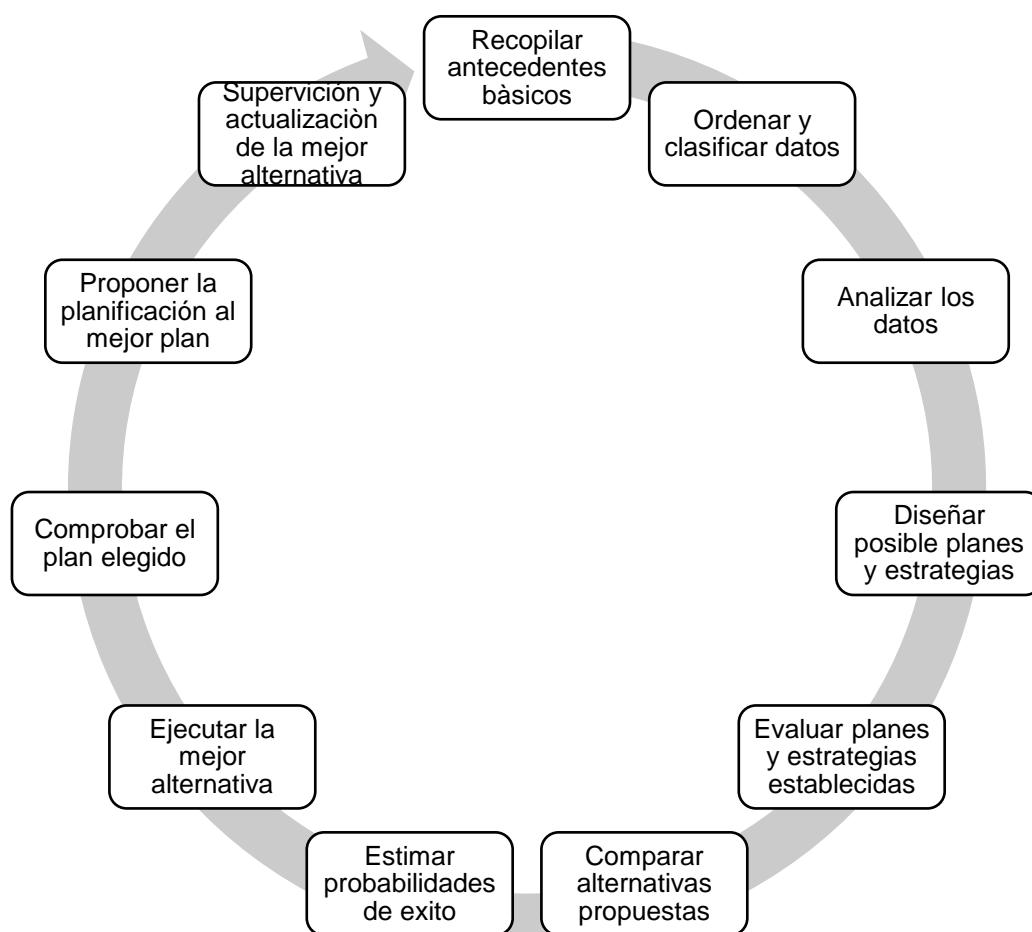 Recopilar
antecedentes
bàsicos
Ordenar y
clasificar datos
Analizar los
datos
Diseñar
posible planes
y estrategias
Evaluar planes
y estrategias
establecidas
Comparar
alternativas
propuestas
Estimar
probabilidades
de exito
Ejecutar la
mejor
alternativa
Comprobar el
plan elegido
Proponer la
planificación al
mejor plan
Supervición y
actualizaciòn
de la mejor
alternativa